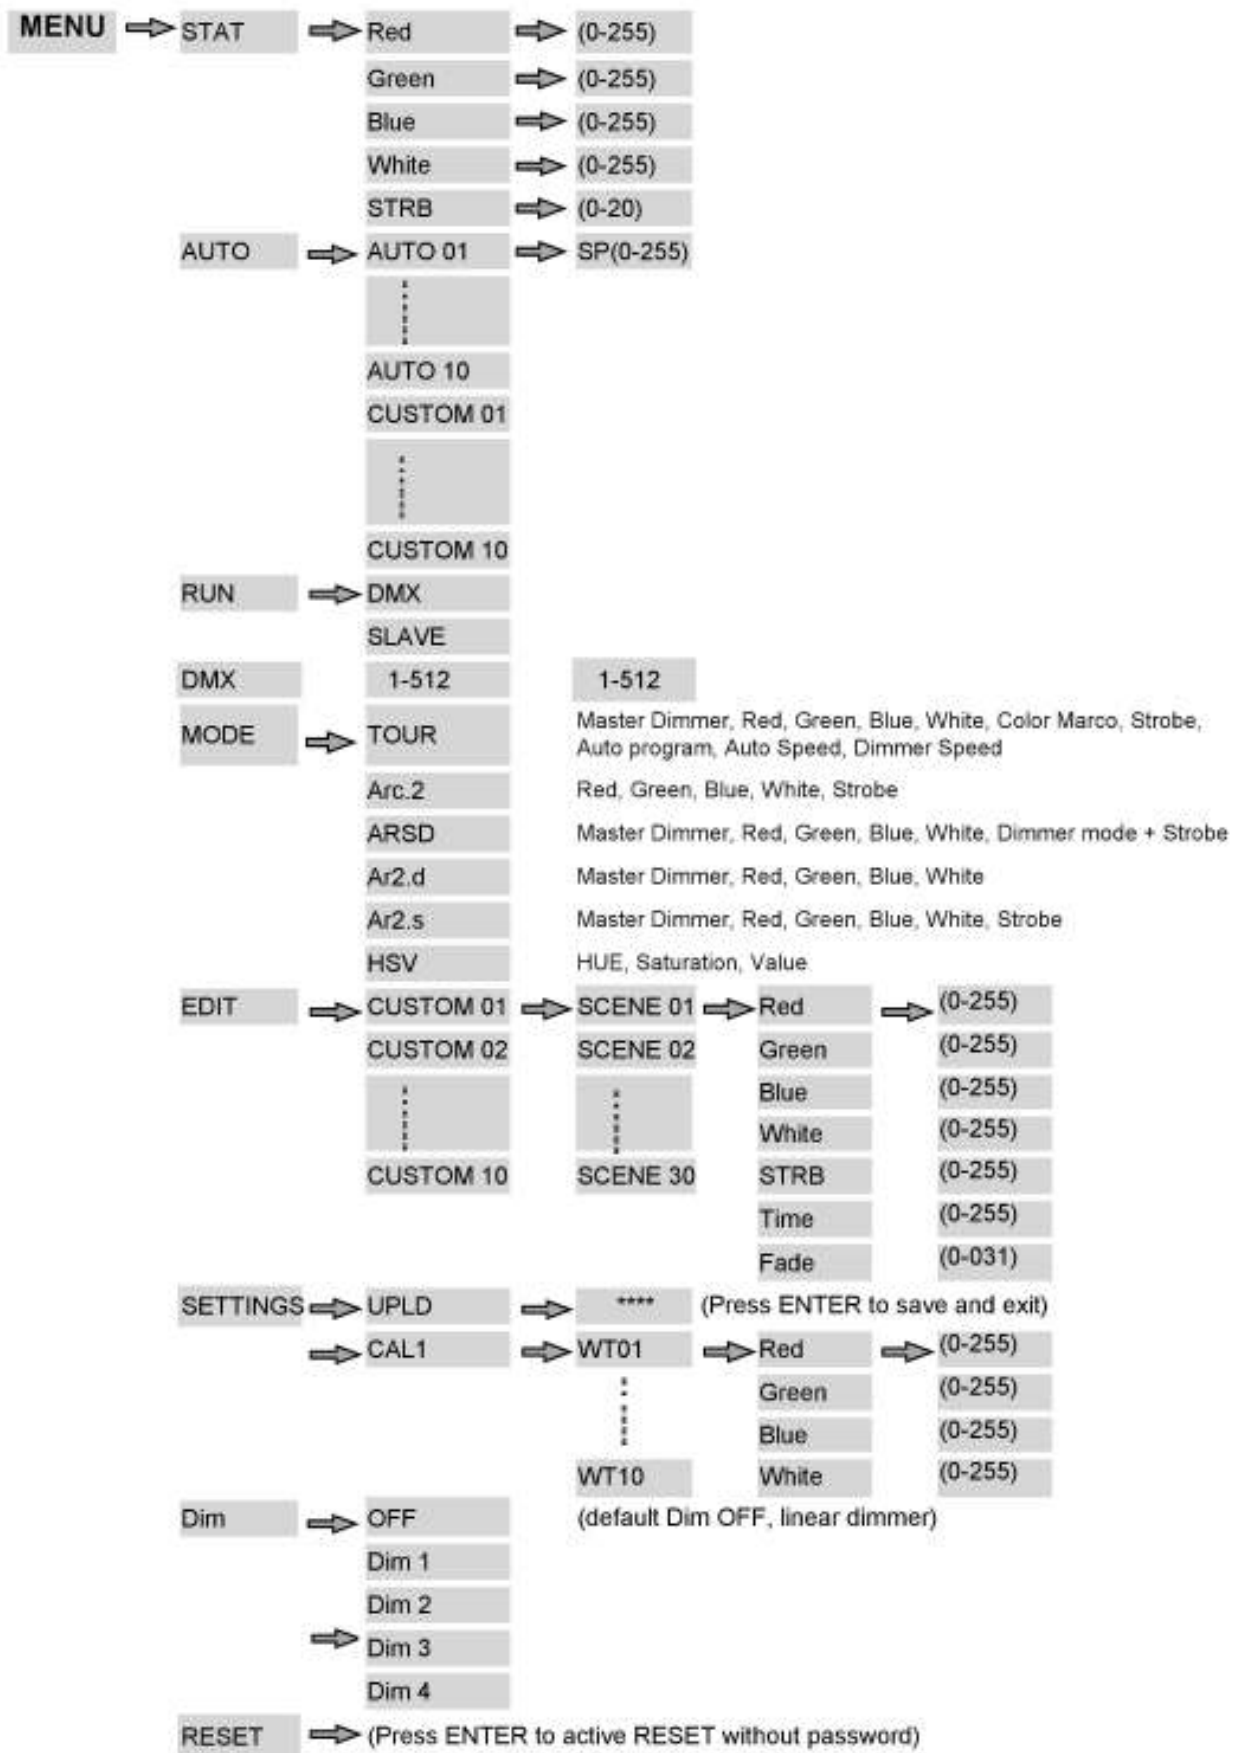 MENU STAT Red (0-255)
Green (0-255)
Blue (0-255)
White (0-255)
STRB (0-20)
AUTO AUTO 01 SP(0-255)
AUTO 10
CUSTOM 01
CUSTOM 10
RUN DMX
SLAVE
DMX 1-512 1-512
MODE TOUR Master Dimmer, Red, Green, Blue, White, Color Marco, Strobe,
Auto program, Auto Speed, Dimmer Speed
Arc.2 Red, Green, Blue, White, Strobe
ARSD Master Dimmer, Red, Green, Blue, White, Dimmer mode + Strobe
Ar2.d Master Dimmer, Red, Green, Blue, White
Ar2.s Master Dimmer, Red, Green, Blue, White, Strobe
HSV HUE, Saturation, Value
EDIT CUSTOM 01 SCENE 01 Red (0-255)
CUSTOM 02 SCENE 02 Green (0-255)
Blue (0-255)
White (0-255)
CUSTOM 10 SCENE 30 STRB (0-255)
Time (0-255)
Fade (0-031)
SETTINGS UPLD **** (Press ENTER to save and exit)
CAL1 WT01 Red (0-255)
Green (0-255)
Blue (0-255)
WT10 White (0-255)
Dim OFF (default Dim OFF, linear dimmer)
Dim 1
Dim 2
Dim 3
Dim 4
RESET (Press ENTER to active RESET without password)